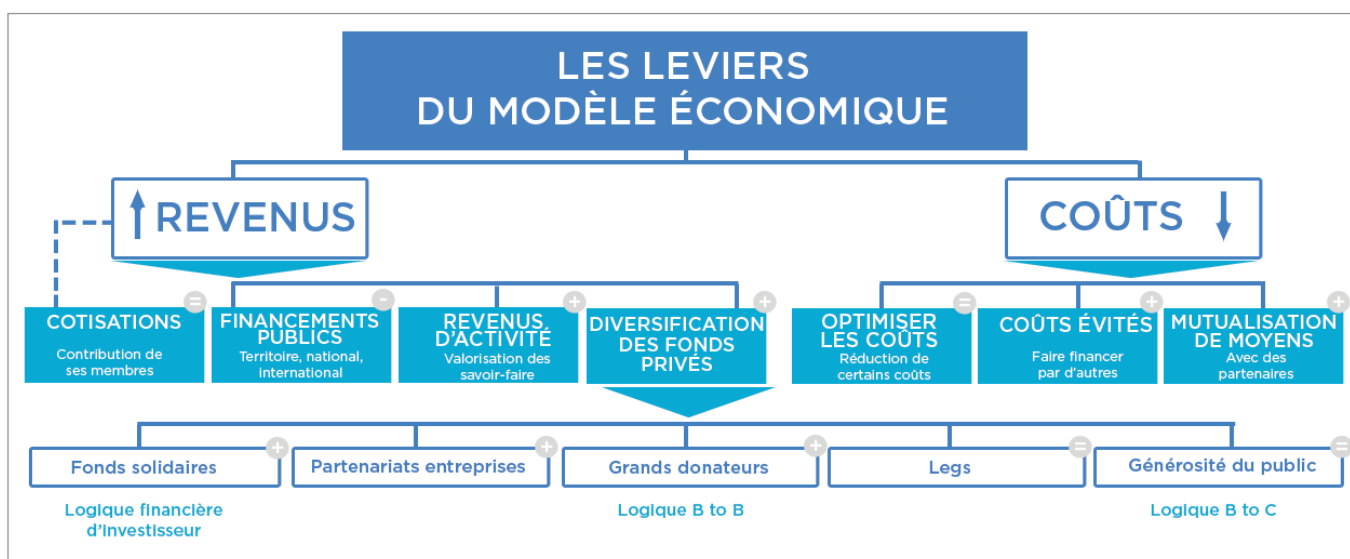 LES LEVIERS
DU MODÈLE ÉCONOMIQUE
REVENUS
COÛTS
=
COTISATIONS
Contribution de
ses membres
-
FINANCEMENTS
PUBLICS
Territoire, national,
international
+
REVENUS
D'ACTIVITÉ
Valorisation des
savoir-faire
+
DIVERSIFICATION
DES FONDS
PRIVÉS
=
OPTIMISER
LES COÛTS
Réduction de
certains coûts
+
COÛTS ÉVITÉS
Faire financer
par d'autres
+
MUTUALISATION
DE MOYENS
Avec des
partenaires
+
Fonds solidaires
+
Partenariats entreprises
+
Grands donateurs
=
Legs
=
Générosité du public
Logique financière
d'investisseur
Logique B to B
Logique B to C